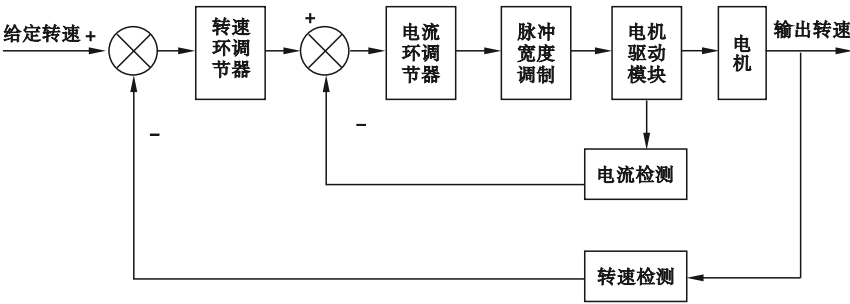 给定转速 +
转速
环调
节器
+
电流
环调
节器
脉冲
宽度
调制
电机
驱动
模块
电
机
输出转速
−
−
电流检测
转速检测